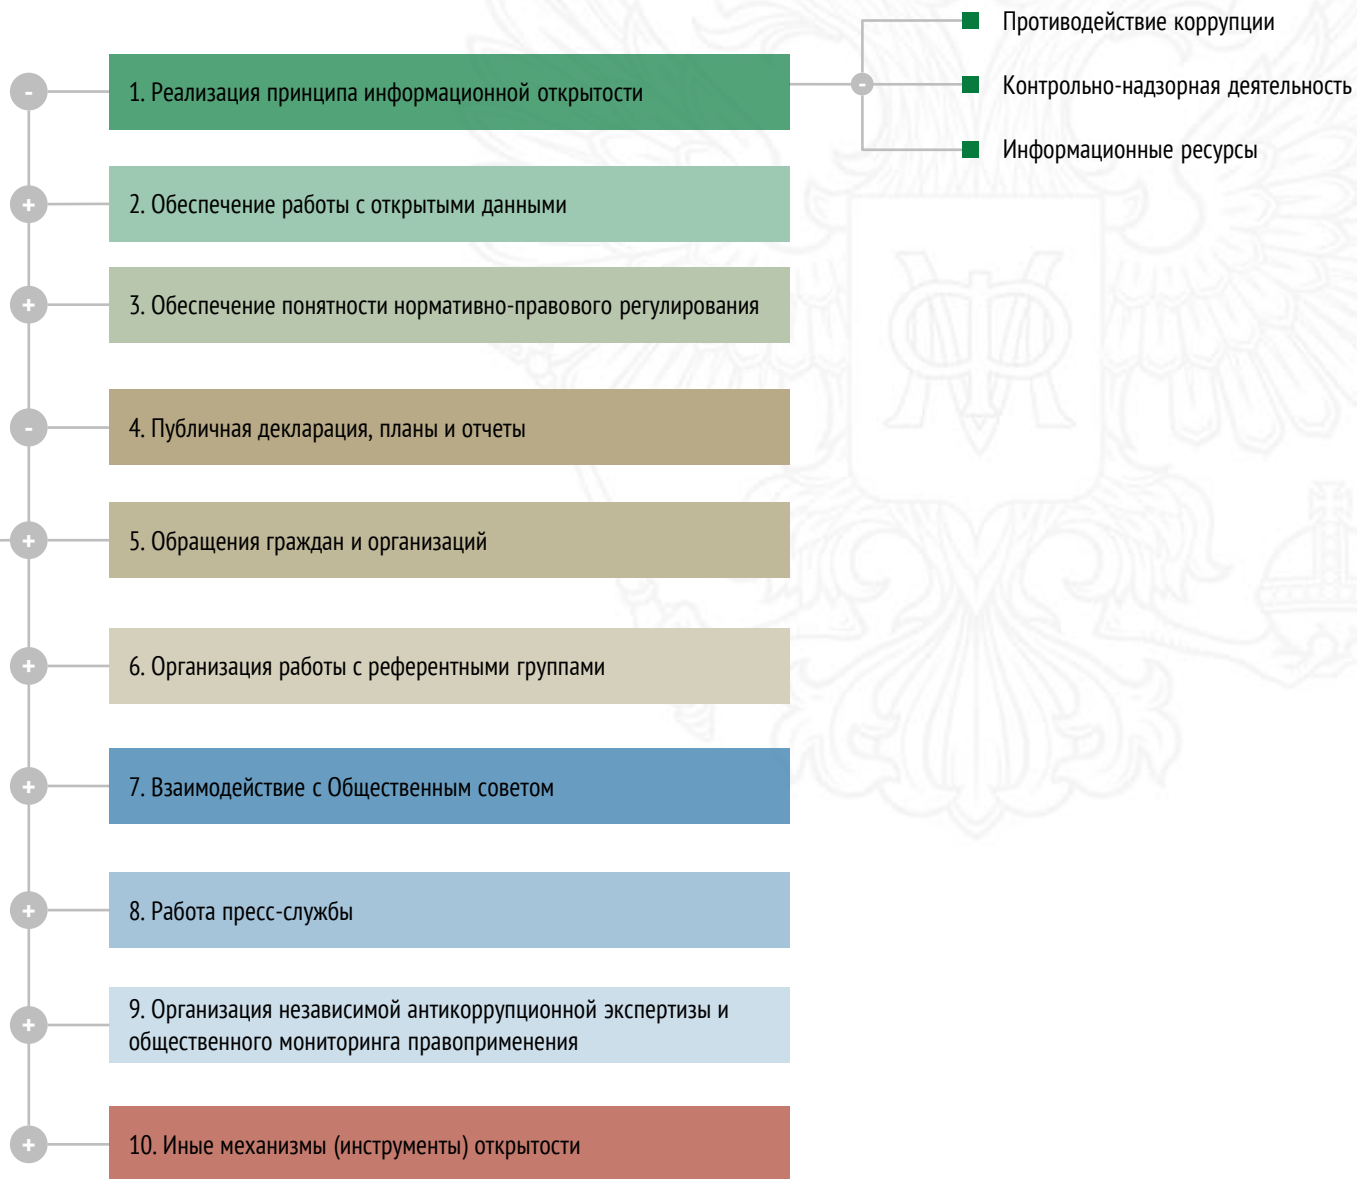 Противодействие коррупции
- 1. Реализация принципа информационной открытости
- Контрольно-надзорная деятельность
Информационные ресурсы
+ 2. Обеспечение работы с открытыми данными
+ 3. Обеспечение понятности нормативно-правового регулирования
- 4. Публичная декларация, планы и отчеты
+ 5. Обращения граждан и организаций
+ 6. Организация работы с референтными группами
+ 7. Взаимодействие с Общественным советом
+ 8. Работа пресс-службы
+ 9. Организация независимой антикоррупционной экспертизы и
общественного мониторинга правоприменения
+ 10. Иные механизмы (инструменты) открытости